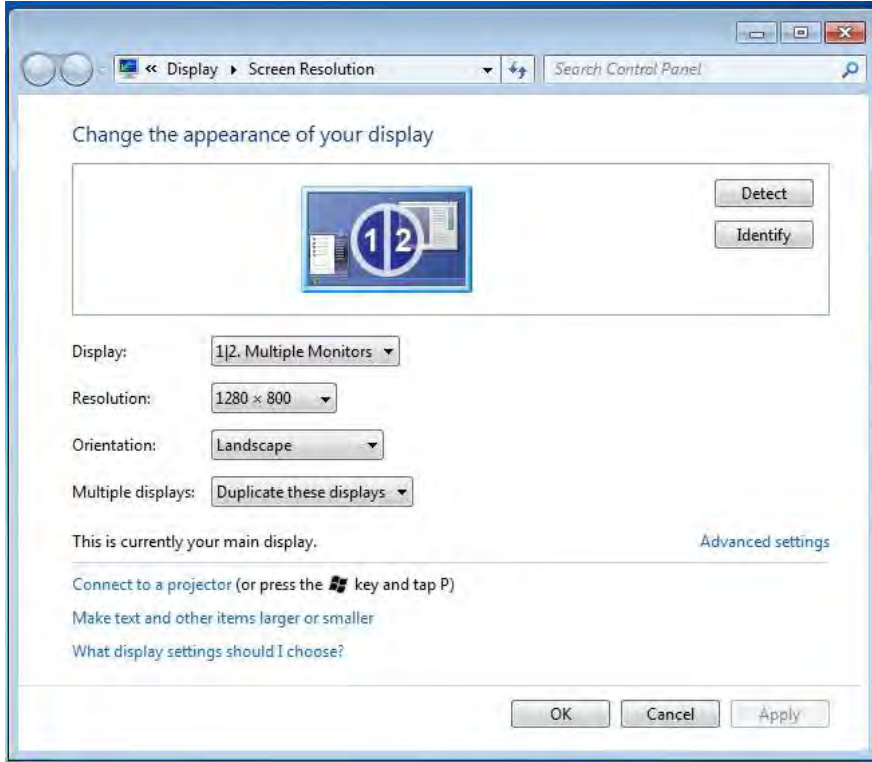 « Display ▸ Screen Resolution
Search Control Panel
Change the appearance of your display
1 2
Detect
Identify
Display: 1|2. Multiple Monitors
Resolution: 1280 × 800
Orientation: Landscape
Multiple displays: Duplicate these displays
This is currently your main display. Advanced settings
Connect to a projector (or press the key and tap P)
Make text and other items larger or smaller
What display settings should I choose?
OK Cancel Apply